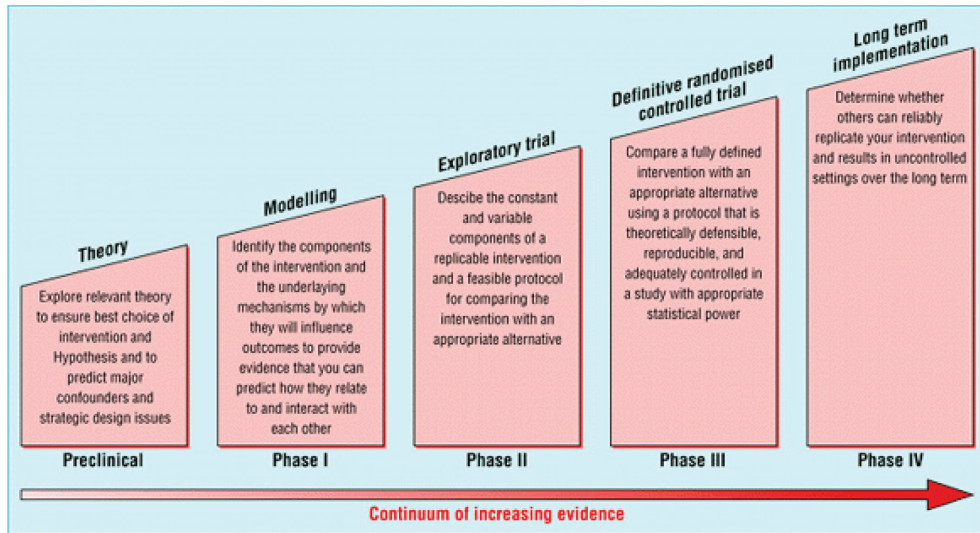 Theory
Explore relevant theory
to ensure best choice of
intervention and
Hypothesis and to
predict major
confounders and
strategic design issues
Preclinical
Modelling
Identify the components
of the intervention and
the underlaying
mechanisms by which
they will influence
outcomes to provide
evidence that you can
predict how they relate
to and interact with
each other
Phase I
Exploratory trial
Descibe the constant
and variable
components of a
replicable intervention
and a feasible protocol
for comparing the
intervention with an
appropriate alternative
Phase II
Definitive randomised
controlled trial
Compare a fully defined
intervention with an
appropriate alternative
using a protocol that is
theoretically defensible,
reproducible, and
adequately controlled in
a study with appropriate
statistical power
Phase III
Long term
implementation
Determine whether
others can reliably
replicate your intervention
and results in uncontrolled
settings over the long term
Phase IV
Continuum of increasing evidence